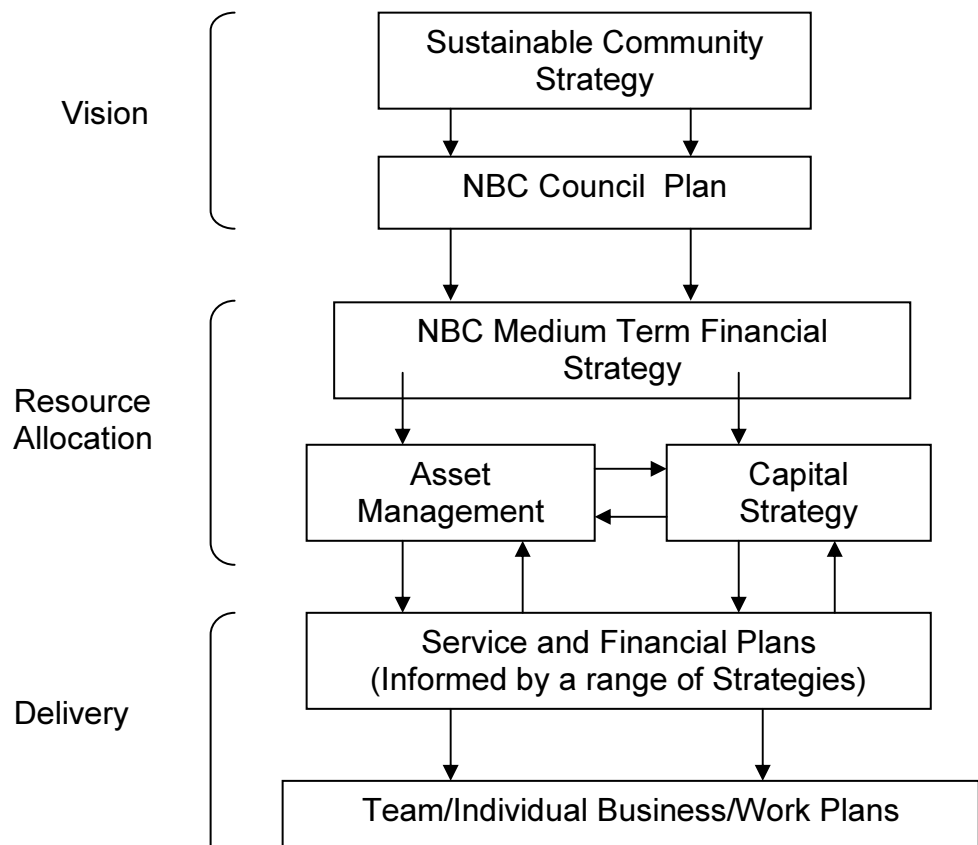 Vision
Sustainable Community
Strategy
NBC Council Plan
Resource
Allocation
NBC Medium Term Financial
Strategy
Asset
Management
Capital
Strategy
Delivery
Service and Financial Plans
(Informed by a range of Strategies)
Team/Individual Business/Work Plans